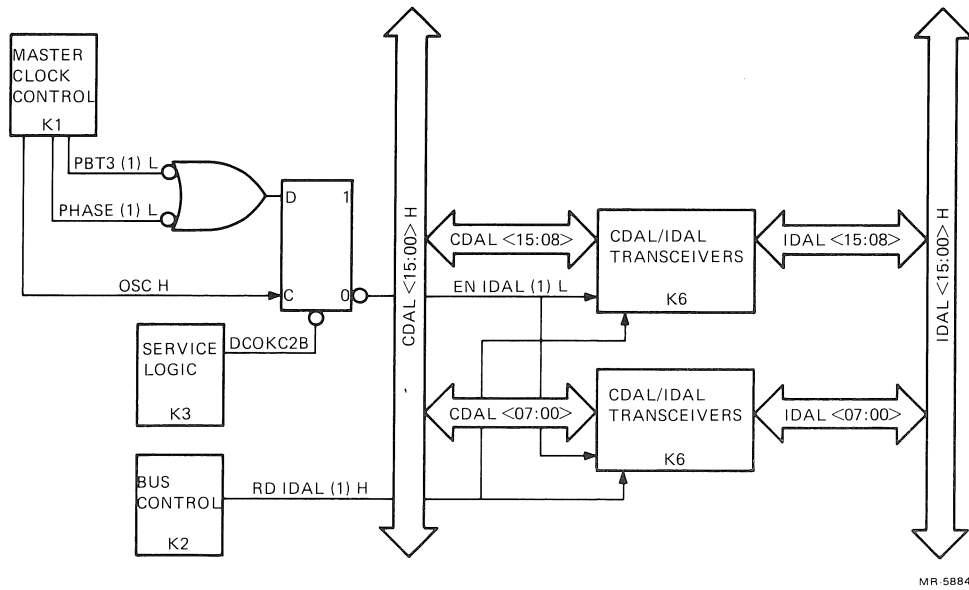 MASTER
CLOCK
CONTROL
K1
PBT3 (1) L
PHASE (1) L
OSC H
D
1
C
0
SERVICE
LOGIC
K3
DCOKC2B
BUS
CONTROL
K2
RD IDAL (1) H
CDAL <15:00> H
CDAL <15:08>
EN IDAL (1) L
CDAL <07:00>
CDAL/IDAL
TRANSCEIVERS
K6
CDAL/IDAL
TRANSCEIVERS
K6
IDAL <15:08>
IDAL <07:00>
IDAL <15:00> H
MR-5884